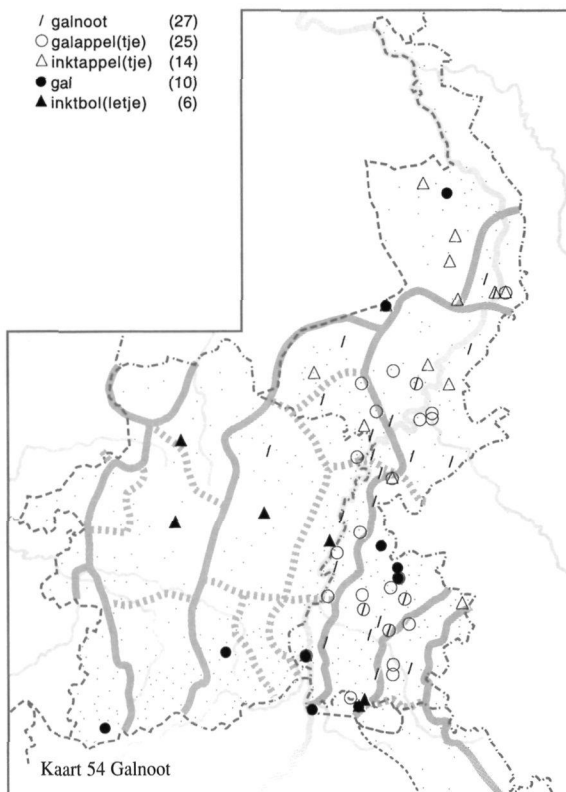 / galnoot (27)
○ galappel(tje) (25)
△ inktappel(tje) (14)
● gal (10)
▲ inktbol(letje) (6)
Kaart 54 Galnoot